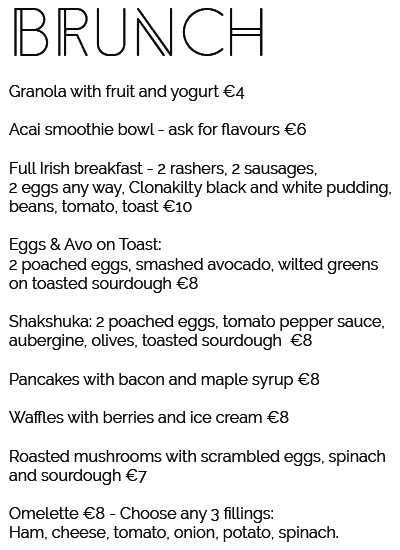 BRUNCH
Granola with fruit and yogurt €4
Acai smoothie bowl - ask for flavours €6
Full Irish breakfast - 2 rashers, 2 sausages,
2 eggs any way, Clonakilty black and white pudding,
beans, tomato, toast €10
Eggs & Avo on Toast:
2 poached eggs, smashed avocado, wilted greens
on toasted sourdough €8
Shakshuka: 2 poached eggs, tomato pepper sauce,
aubergine, olives, toasted sourdough €8
Pancakes with bacon and maple syrup €8
Waffles with berries and ice cream €8
Roasted mushrooms with scrambled eggs, spinach
and sourdough €7
Omelette €8 - Choose any 3 fillings:
Ham, cheese, tomato, onion, potato, spinach.